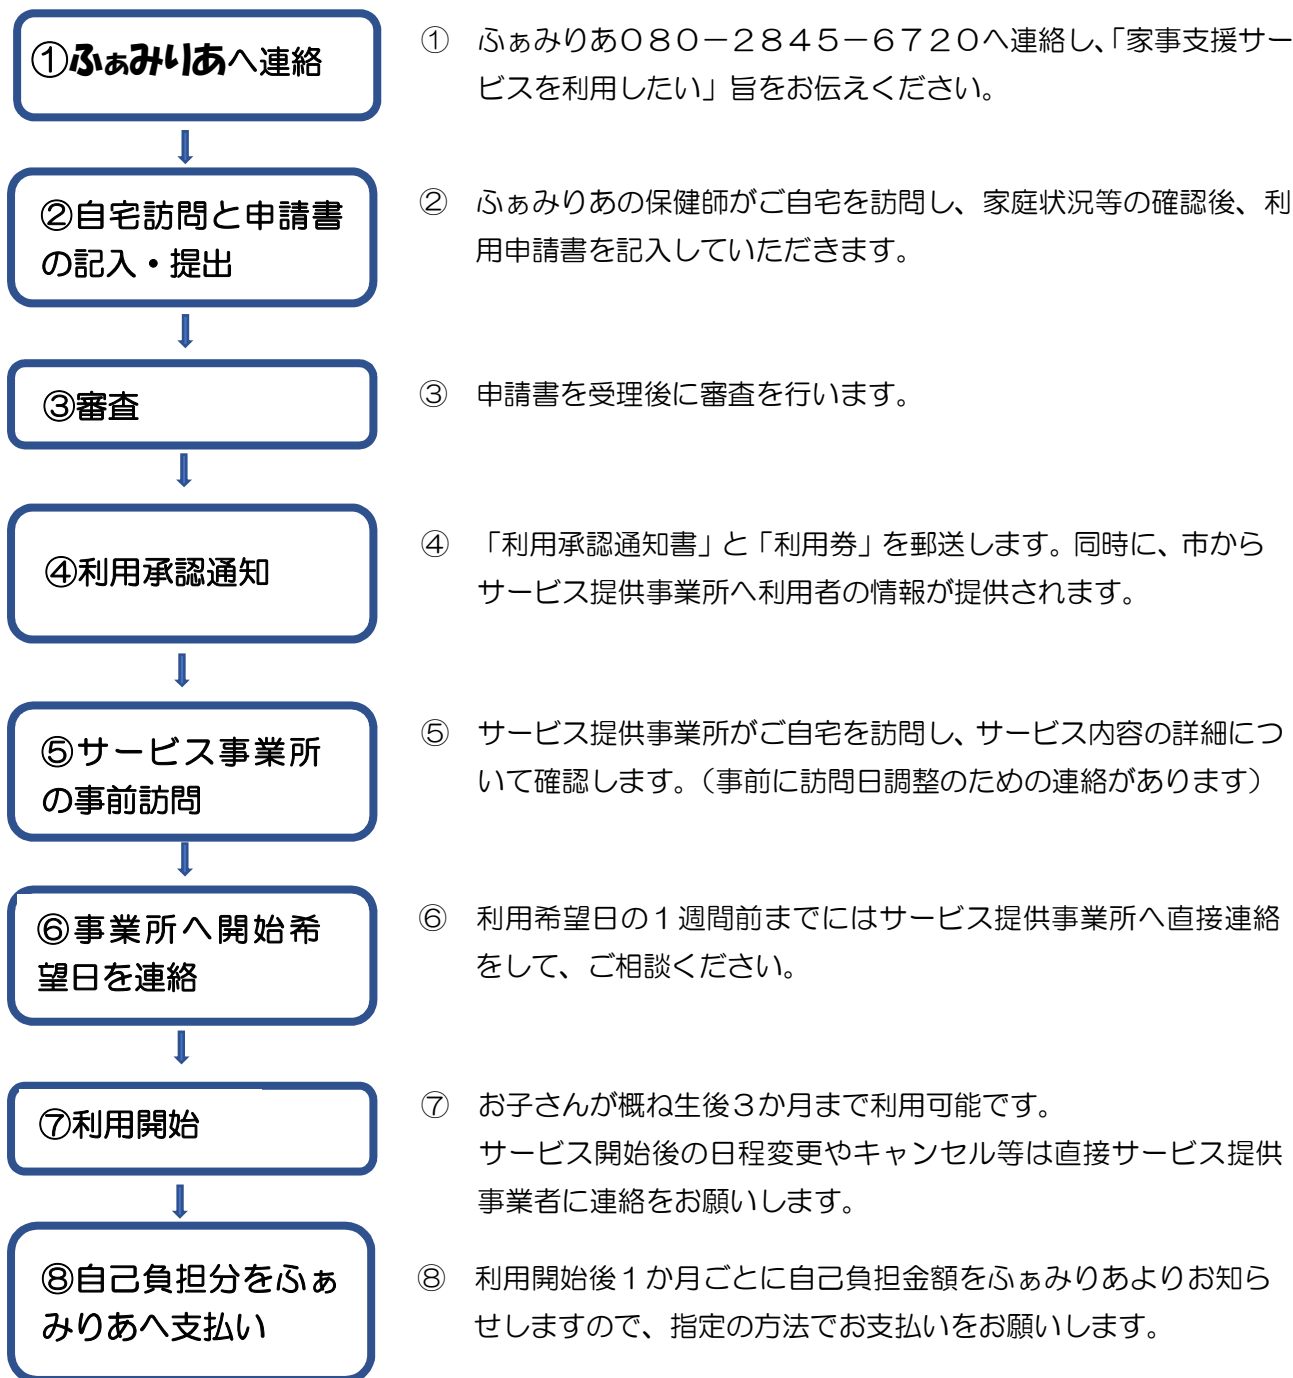 ①ふぁみりあへ連絡
① ふぁみりあ０８０－２８４５－６７２０へ連絡し、「家事支援サー
ビスを利用したい」旨をお伝えください。
②自宅訪問と申請書
の記入・提出
② ふぁみりあの保健師がご自宅を訪問し、家庭状況等の確認後、利
用申請書を記入していただきます。
③審査
③ 申請書を受理後に審査を行います。
④利用承認通知
④ 「利用承認通知書」と「利用券」を郵送します。同時に、市から
サービス提供事業所へ利用者の情報が提供されます。
⑤サービス事業所
の事前訪問
⑤ サービス提供事業所がご自宅を訪問し、サービス内容の詳細につ
いて確認します。（事前に訪問日調整のための連絡があります）
⑥事業所へ開始希
望日を連絡
⑥ 利用希望日の１週間前までにはサービス提供事業所へ直接連絡
をして、ご相談ください。
⑦利用開始
⑦ お子さんが概ね生後３か月まで利用可能です。
サービス開始後の日程変更やキャンセル等は直接サービス提供
事業者に連絡をお願いします。
⑧自己負担分をふぁ
みりあへ支払い
⑧ 利用開始後１か月ごとに自己負担金額をふぁみりあよりお知ら
せしますので、指定の方法でお支払いをお願いします。